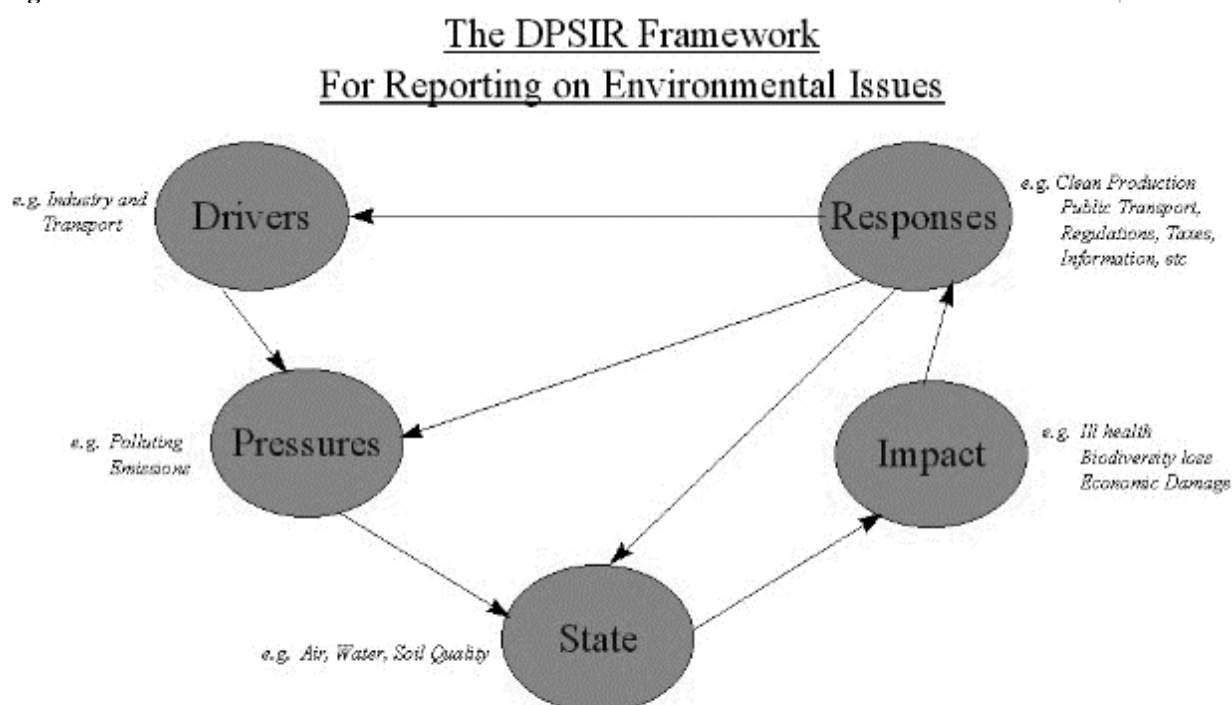 The DPSIR Framework
For Reporting on Environmental Issues
e.g. Industry and
Transport
Drivers
Responses
e.g. Clean Production
Public Transport,
Regulations, Taxes,
Information, etc
e.g. Polluting
Emissions
Pressures
Impact
e.g. Ill health
Biodiversity loss
Economic Damage
e.g. Air, Water, Soil Quality
State